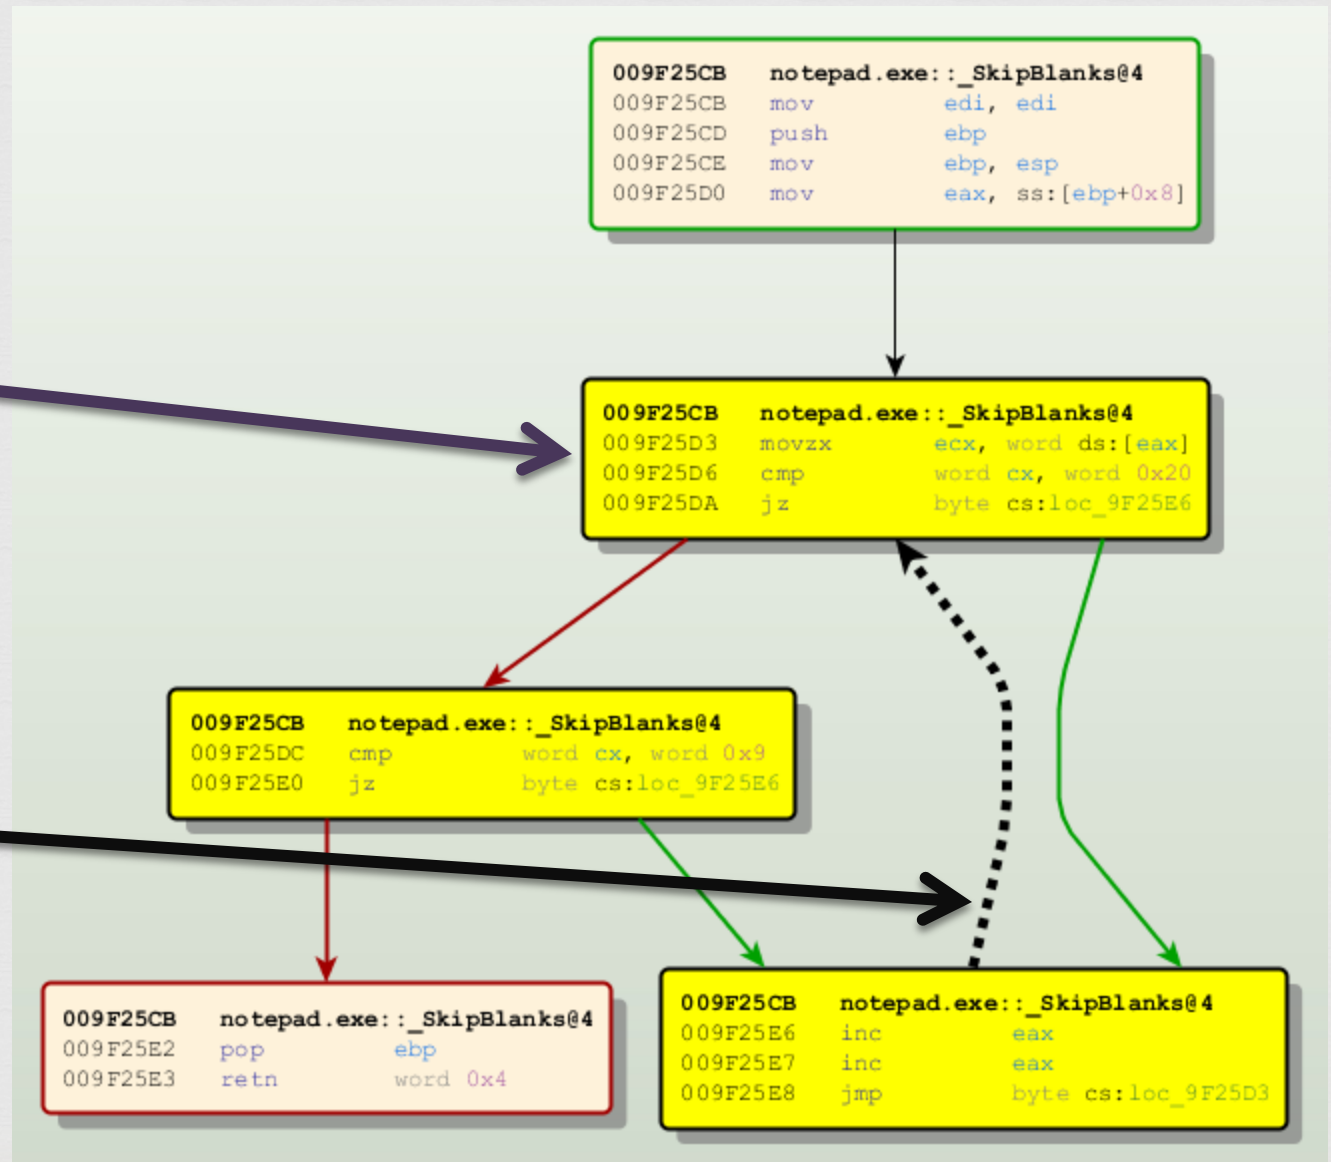 009F25CB notepad.exe::_SkipBlanks@4
009F25CB mov edi, edi
009F25CD push ebp
009F25CE mov ebp, esp
009F25D0 mov eax, ss:[ebp+0x8]
009F25CB notepad.exe::_SkipBlanks@4
009F25D3 movzx ecx, word ds:[eax]
009F25D6 cmp word cx, word 0x20
009F25DA jz byte cs:loc_9F25E6
009F25CB notepad.exe::_SkipBlanks@4
009F25DC cmp word cx, word 0x9
009F25E0 jz byte cs:loc_9F25E6
009F25CB notepad.exe::_SkipBlanks@4
009F25E2 pop ebp
009F25E3 retn word 0x4
009F25CB notepad.exe::_SkipBlanks@4
009F25E6 inc eax
009F25E7 inc eax
009F25E8 jmp byte cs:loc_9F25D3